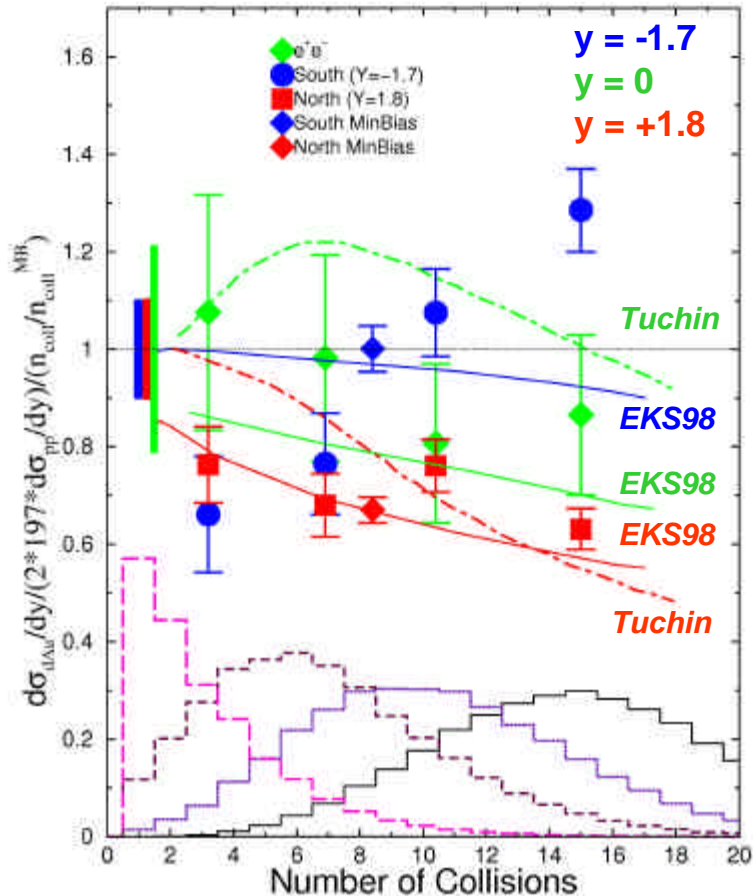 y = -1.7
y = 0
y = +1.8
e⁺e⁻
South (Y=-1.7)
North (Y=1.8)
South MinBias
North MinBias
Tuchin
EKS98
EKS98
EKS98
Tuchin
dσ_dAu/dy/(2*197*dσ_pp/dy)/(n_coll/n_coll^MB)
1.6
1.4
1.2
1
0.8
0.6
0.4
0.2
0
0 2 4 6 8 10 12 14 16 18 20
Number of Collisions